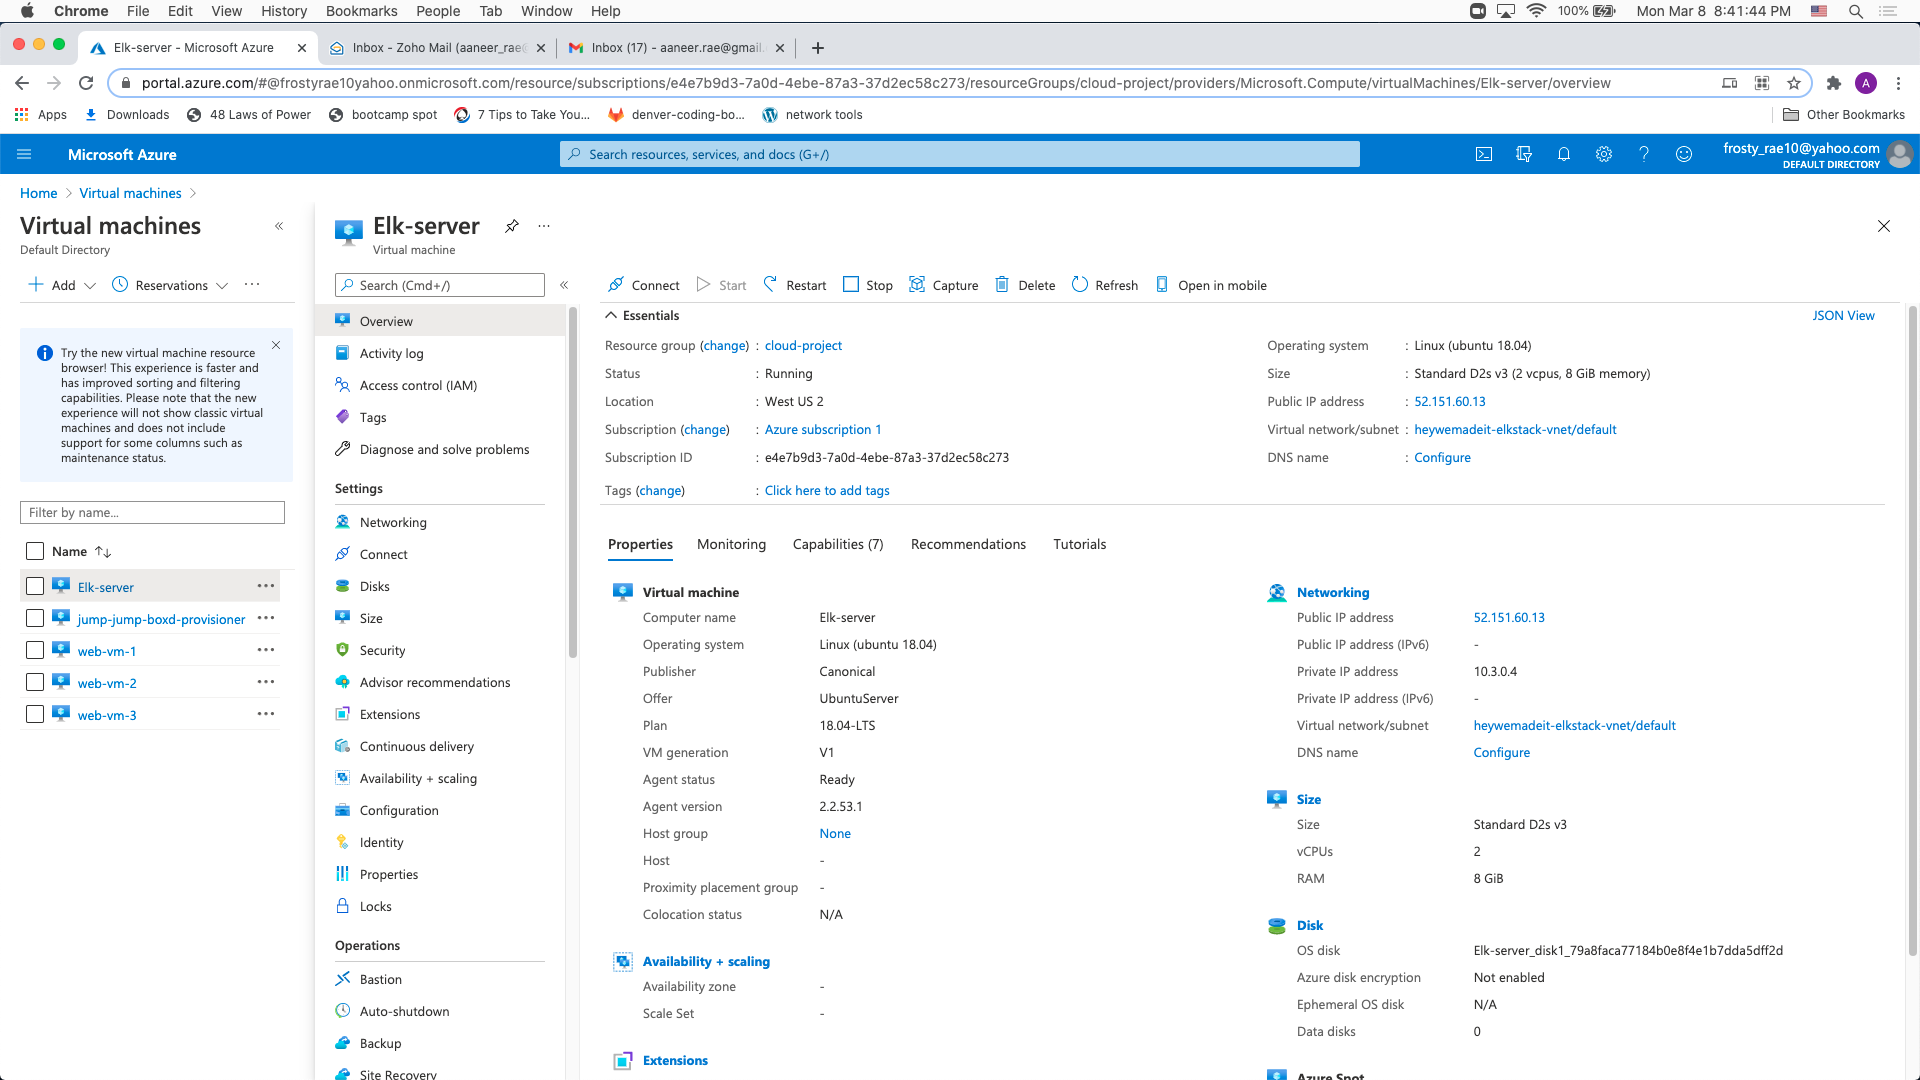 Chrome File Edit View History Bookmarks People Tab Window Help 100% Mon Mar 8 8:41:44 PM
Elk-server - Microsoft Azure
Inbox - Zoho Mail (aaneer_rae@
Inbox (17) - aaneer.rae@gmail.
portal.azure.com/#@frostyrae10yahoo.onmicrosoft.com/resource/subscriptions/e4e7b9d3-7a0d-4ebe-87a3-37d2ec58c273/resourceGroups/cloud-project/providers/Microsoft.Compute/virtualMachines/Elk-server/overview
A
Apps Downloads 48 Laws of Power bootcamp spot 7 Tips to Take You... denver-coding-bo... network tools Other Bookmarks
Microsoft Azure
Search resources, services, and docs (G+/)
frosty_rae10@yahoo.com
DEFAULT DIRECTORY
Home > Virtual machines >
Virtual machines
Default Directory
«
+ Add Reservations ...
Try the new virtual machine resource
browser! This experience is faster and
has improved sorting and filtering
capabilities. Please note that the new
experience will not show classic virtual
machines and does not include
support for some columns such as
maintenance status.
Filter by name...
Name ↑↓
Elk-server ...
jump-jump-boxd-provisioner ...
web-vm-1 ...
web-vm-2 ...
web-vm-3 ...
Elk-server ...
Virtual machine
Search (Cmd+/) «
Overview
Activity log
Access control (IAM)
Tags
Diagnose and solve problems
Settings
Networking
Connect
Disks
Size
Security
Advisor recommendations
Extensions
Continuous delivery
Availability + scaling
Configuration
Identity
Properties
Locks
Operations
Bastion
Auto-shutdown
Backup
Site Recovery
Connect Start Restart Stop Capture Delete Refresh Open in mobile
Essentials
JSON View
Resource group (change) : cloud-project
Status : Running
Location : West US 2
Subscription (change) : Azure subscription 1
Subscription ID : e4e7b9d3-7a0d-4ebe-87a3-37d2ec58c273
Tags (change) : Click here to add tags
Operating system : Linux (ubuntu 18.04)
Size : Standard D2s v3 (2 vcpus, 8 GiB memory)
Public IP address : 52.151.60.13
Virtual network/subnet : heywemadeit-elkstack-vnet/default
DNS name : Configure
Properties Monitoring Capabilities (7) Recommendations Tutorials
Virtual machine
Computer name Elk-server
Operating system Linux (ubuntu 18.04)
Publisher Canonical
Offer UbuntuServer
Plan 18.04-LTS
VM generation V1
Agent status Ready
Agent version 2.2.53.1
Host group None
Host -
Proximity placement group -
Colocation status N/A
Availability + scaling
Availability zone -
Scale Set -
Extensions
Networking
Public IP address 52.151.60.13
Public IP address (IPv6) -
Private IP address 10.3.0.4
Private IP address (IPv6) -
Virtual network/subnet heywemadeit-elkstack-vnet/default
DNS name Configure
Size
Size Standard D2s v3
vCPUs 2
RAM 8 GiB
Disk
OS disk Elk-server_disk1_79a8faca77184b0e8f4e1b7dda5dff2d
Azure disk encryption Not enabled
Ephemeral OS disk N/A
Data disks 0
Azure Spot